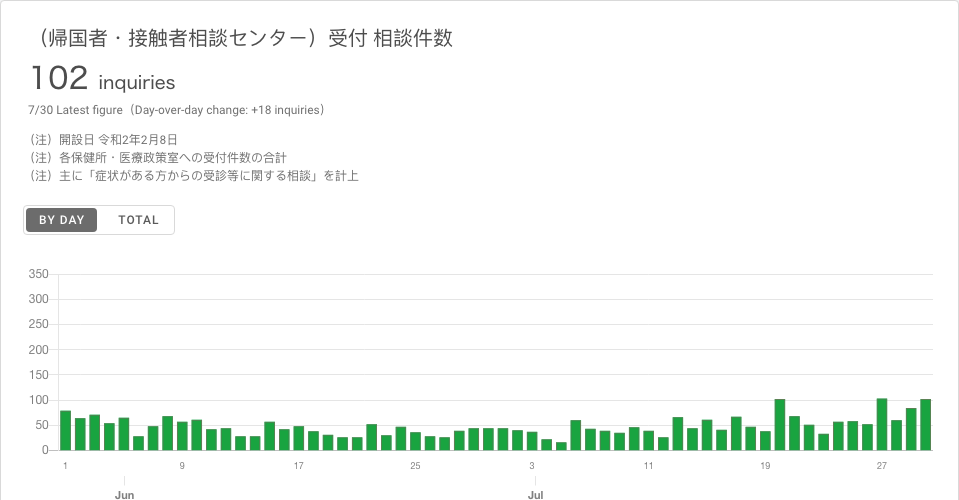 （帰国者・接触者相談センター）受付 相談件数
102 inquiries
7/30 Latest figure（Day-over-day change: +18 inquiries）
（注）開設日 令和2年2月8日
（注）各保健所・医療政策室への受付件数の合計
（注）主に「症状がある方からの受診等に関する相談」を計上
BY DAY TOTAL
350
300
250
200
150
100
50
0
1 9 17 25 3 11 19 27
Jun Jul